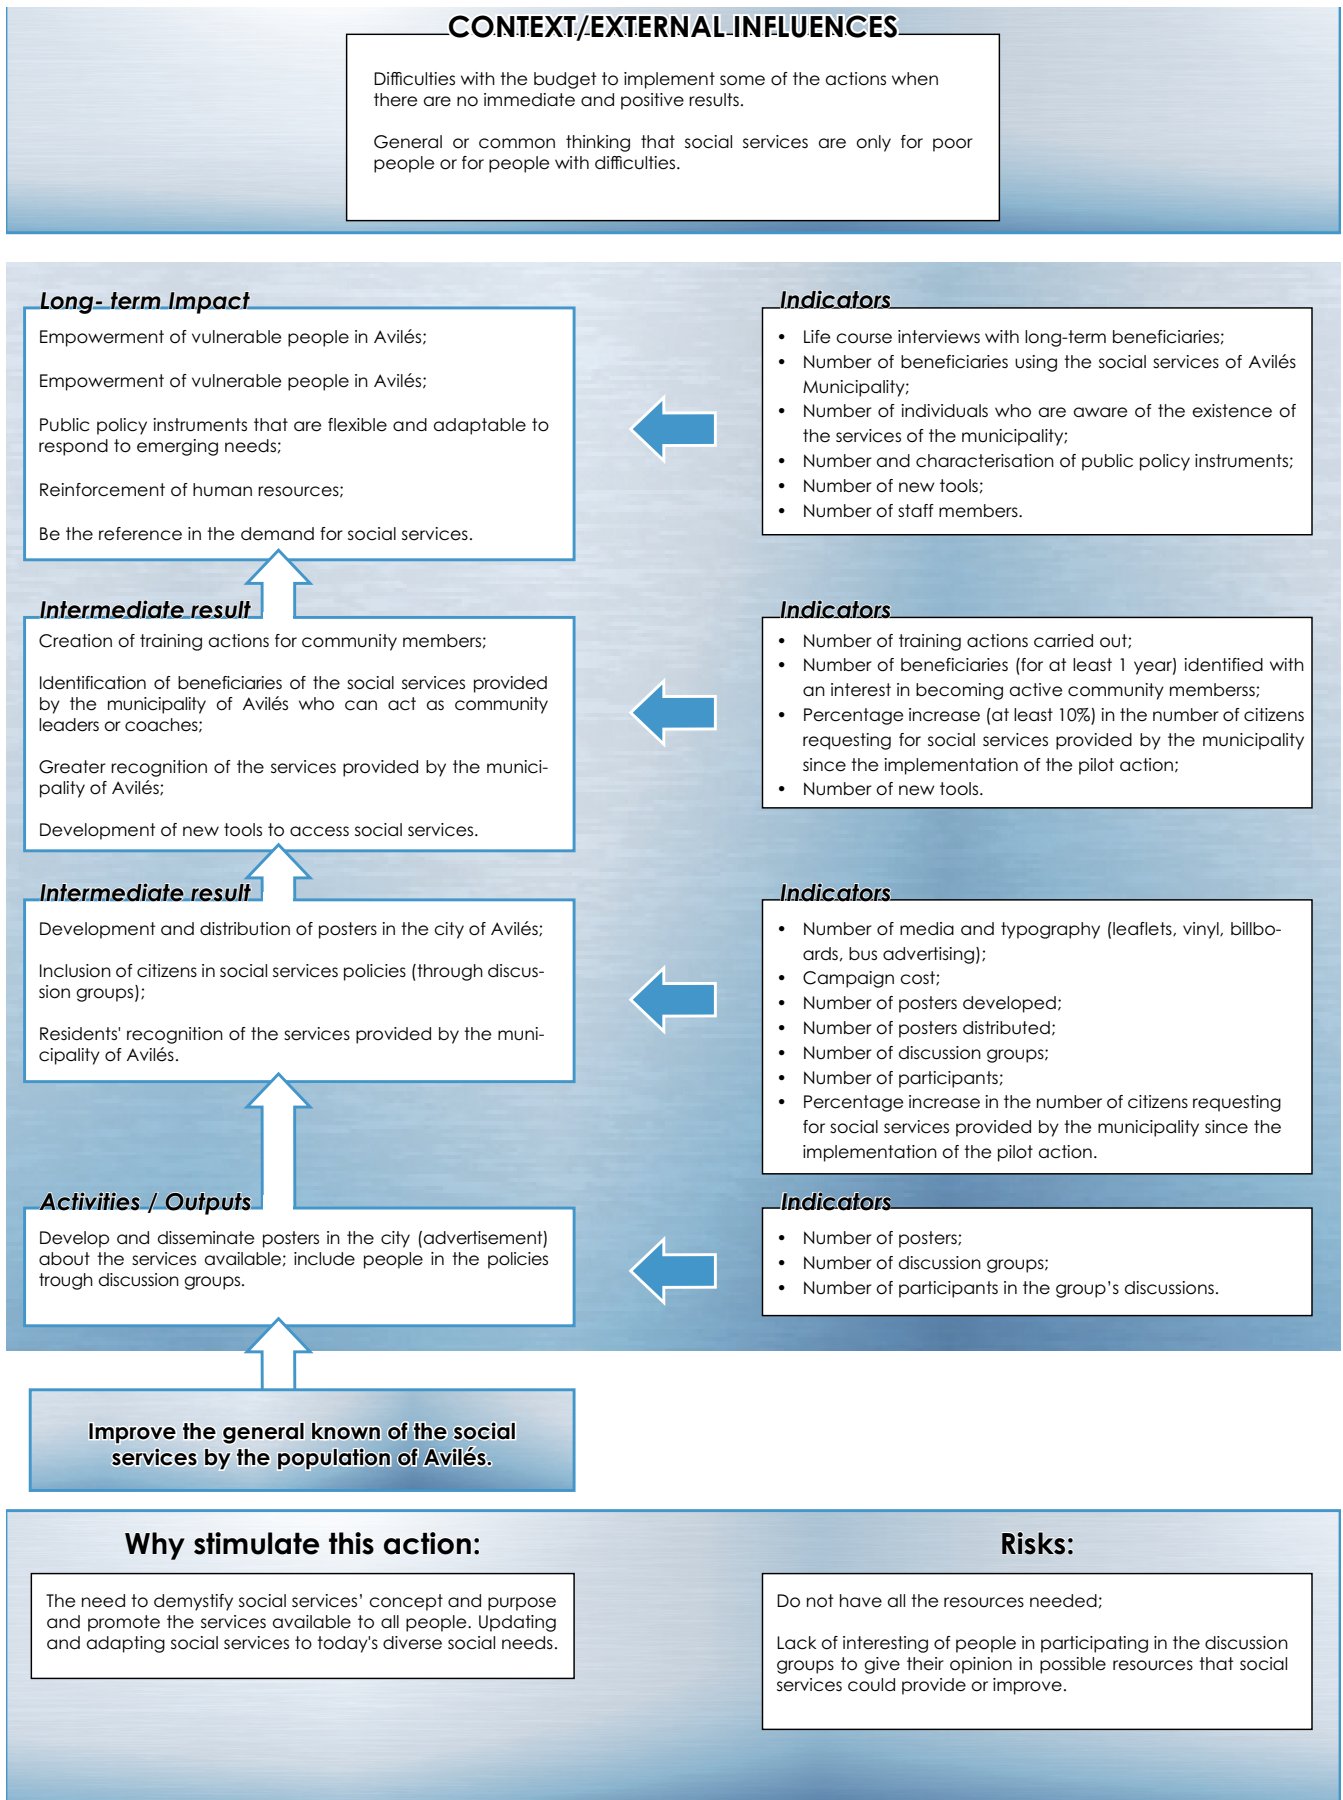 CONTEXT/EXTERNAL INFLUENCES
Difficulties with the budget to implement some of the actions when
there are no immediate and positive results.
General or common thinking that social services are only for poor
people or for people with difficulties.
Long- term Impact
Empowerment of vulnerable people in Avilés;
Empowerment of vulnerable people in Avilés;
Public policy instruments that are flexible and adaptable to
respond to emerging needs;
Reinforcement of human resources;
Be the reference in the demand for social services.
Indicators
• Life course interviews with long-term beneficiaries;
• Number of beneficiaries using the social services of Avilés
Municipality;
• Number of individuals who are aware of the existence of
the services of the municipality;
• Number and characterisation of public policy instruments;
• Number of new tools;
• Number of staff members.
Intermediate result
Creation of training actions for community members;
Identification of beneficiaries of the social services provided
by the municipality of Avilés who can act as community
leaders or coaches;
Greater recognition of the services provided by the munici-
pality of Avilés;
Development of new tools to access social services.
Indicators
• Number of training actions carried out;
• Number of beneficiaries (for at least 1 year) identified with
an interest in becoming active community memberss;
• Percentage increase (at least 10%) in the number of citizens
requesting for social services provided by the municipality
since the implementation of the pilot action;
• Number of new tools.
Intermediate result
Development and distribution of posters in the city of Avilés;
Inclusion of citizens in social services policies (through discus-
sion groups);
Residents' recognition of the services provided by the muni-
cipality of Avilés.
Indicators
• Number of media and typography (leaflets, vinyl, billbo-
ards, bus advertising);
• Campaign cost;
• Number of posters developed;
• Number of posters distributed;
• Number of discussion groups;
• Number of participants;
• Percentage increase in the number of citizens requesting
for social services provided by the municipality since the
implementation of the pilot action.
Activities / Outputs
Develop and disseminate posters in the city (advertisement)
about the services available; include people in the policies
trough discussion groups.
Indicators
• Number of posters;
• Number of discussion groups;
• Number of participants in the group’s discussions.
Improve the general known of the social
services by the population of Avilés.
Why stimulate this action:
The need to demystify social services’ concept and purpose
and promote the services available to all people. Updating
and adapting social services to today's diverse social needs.
Risks:
Do not have all the resources needed;
Lack of interesting of people in participating in the discussion
groups to give their opinion in possible resources that social
services could provide or improve.